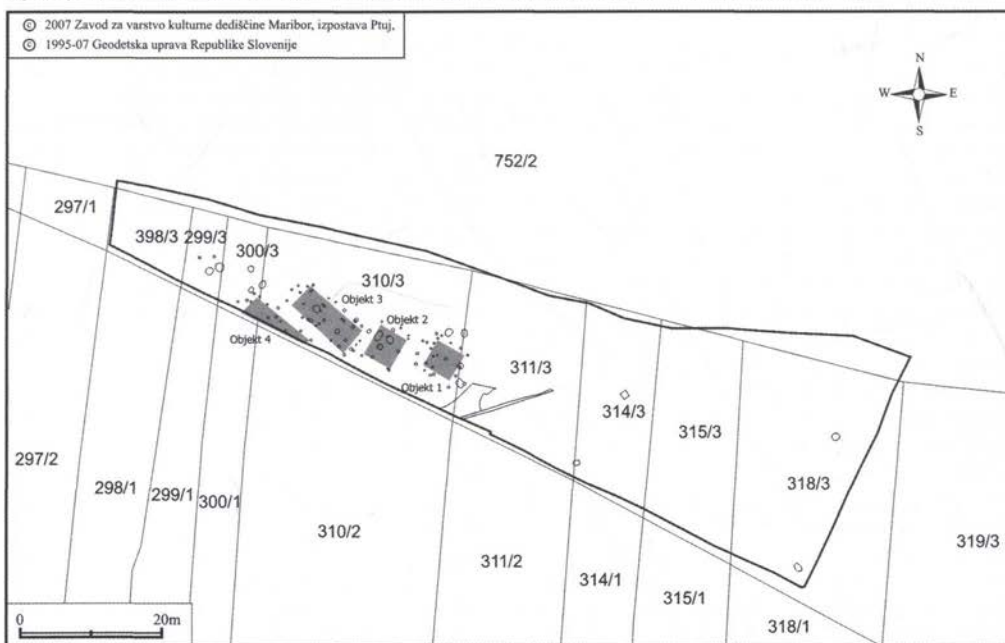 © 2007 Zavod za varstvo kulturne dediščine Maribor, izpostava Ptuj,
© 1995-07 Geodetska uprava Republike Slovenije
N
W E
S
752/2
297/1
398/3 299/3
300/3
310/3
Objekt 3
Objekt 2
Objekt 4
Objekt 1
311/3
314/3
315/3
318/3
297/2
298/1
299/1
300/1
310/2
311/2
314/1
315/1
318/1
319/3
0 20m